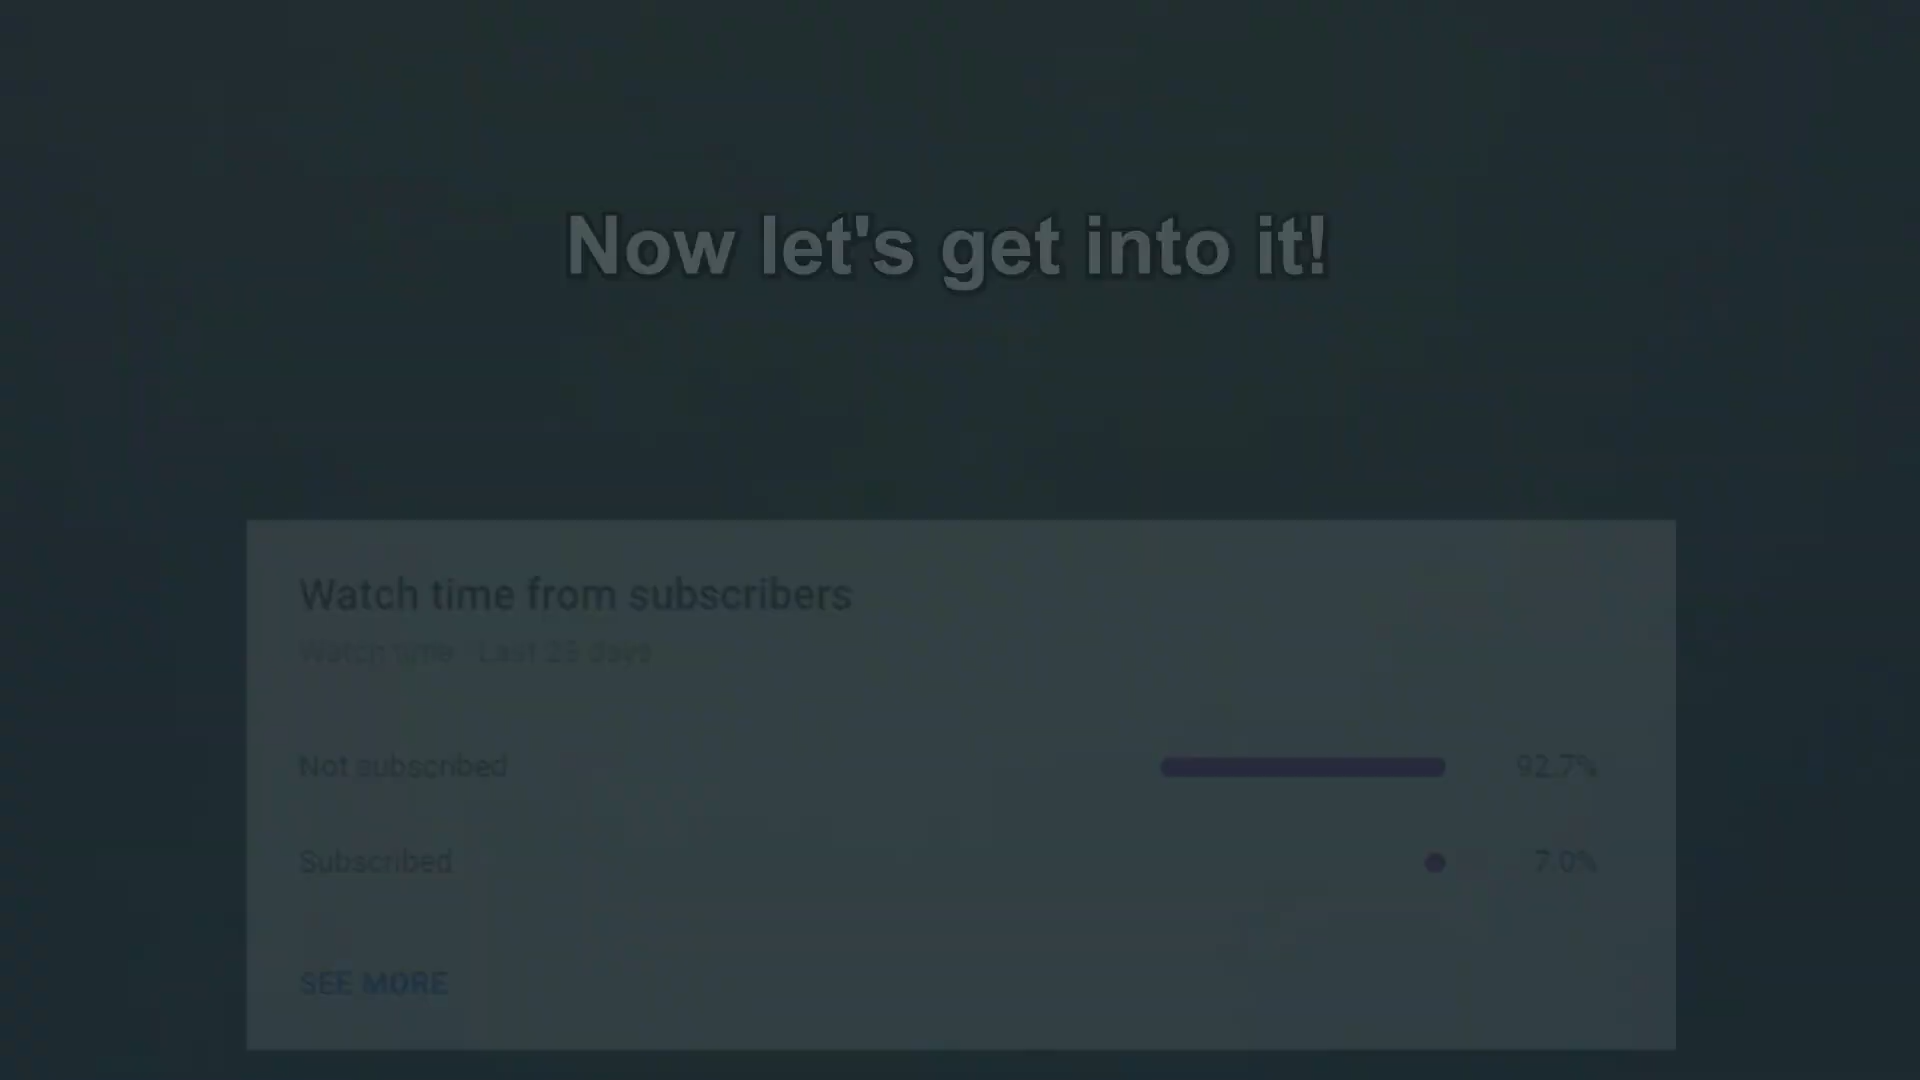 Now let's get into it!
Watch time from subscribers
Watch time · Last 28 days
Not subscribed 92.7%
Subscribed 7.0%
SEE MORE